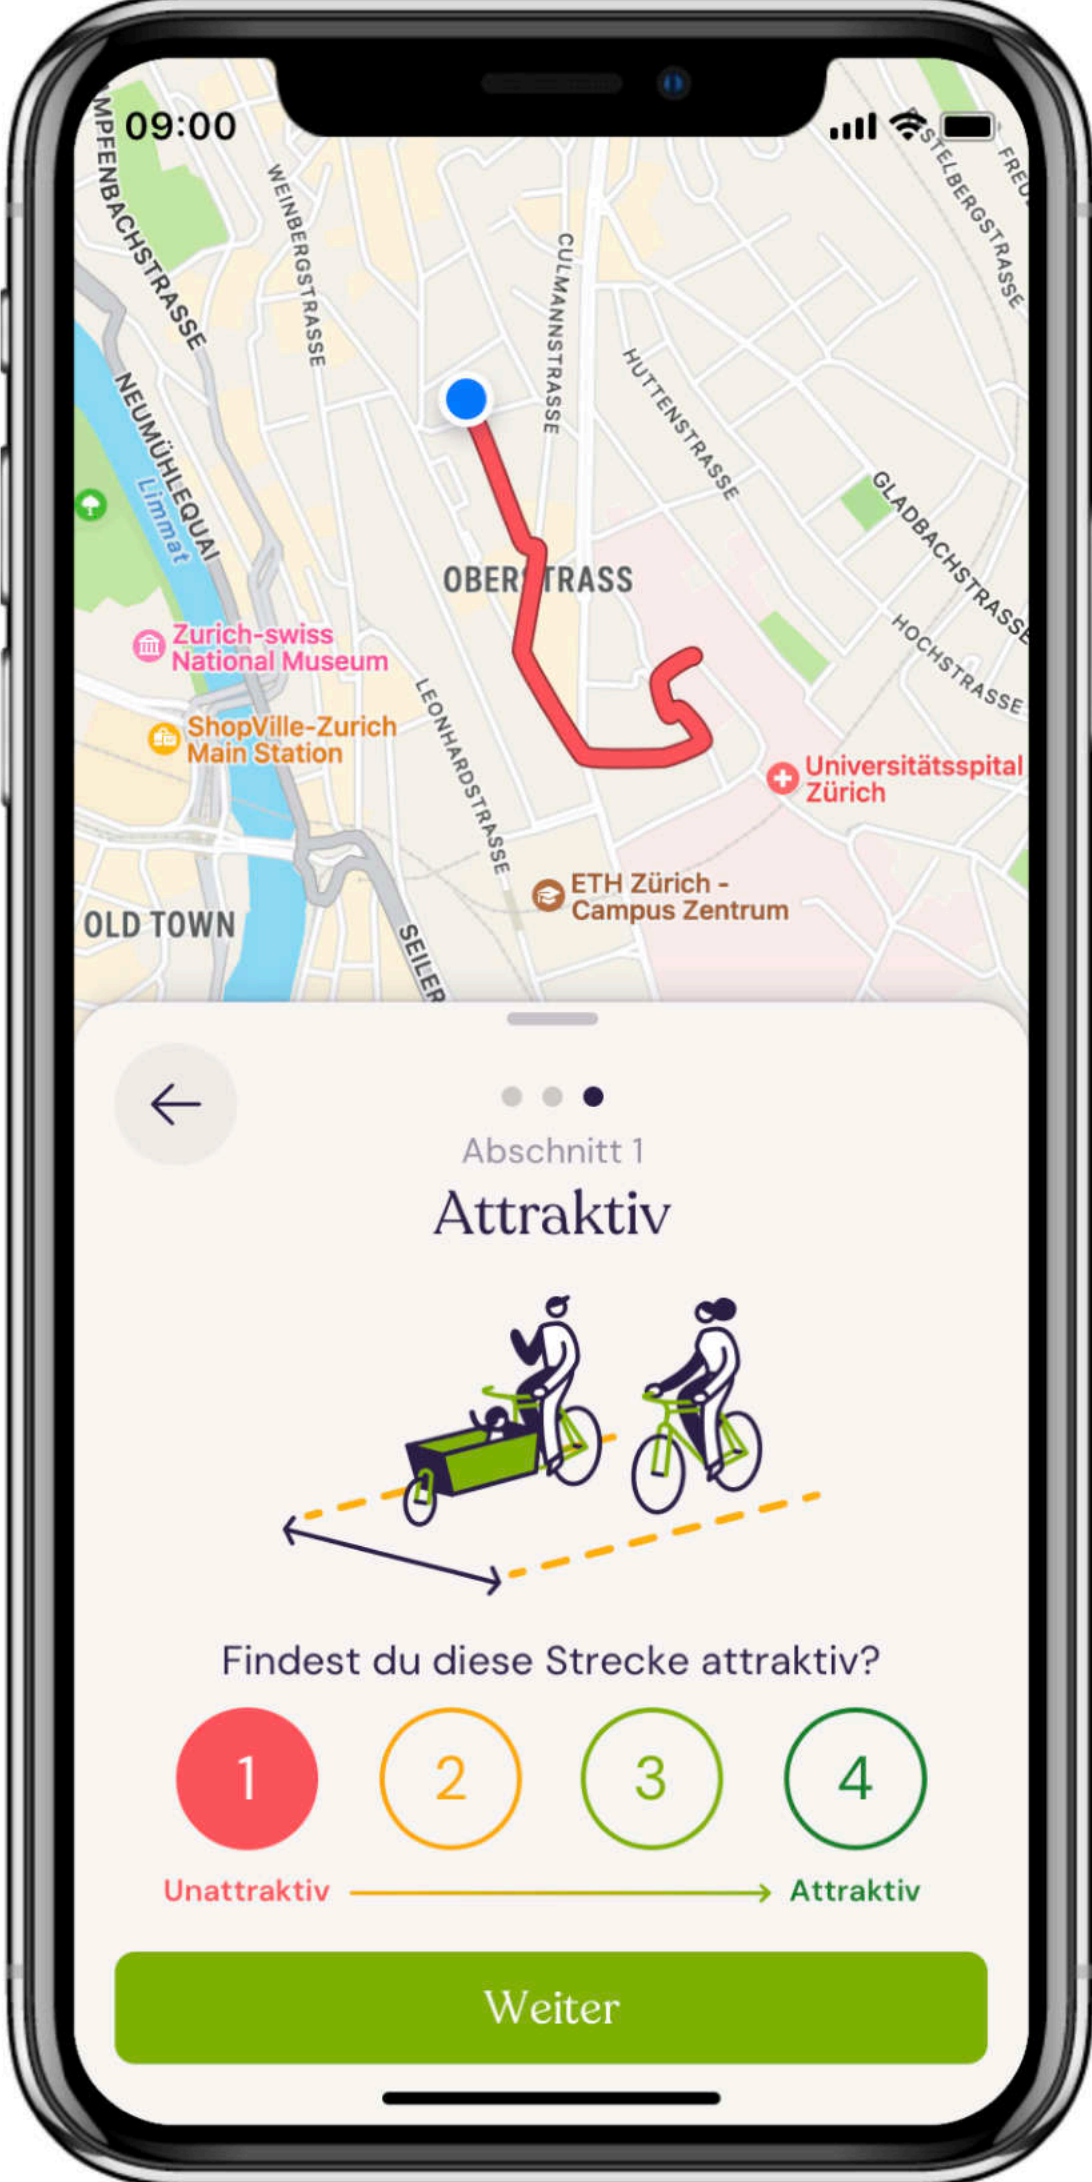 09:00
WEINBERGSTRASSE
CULMANNSTRASSE
HUTTENSTRASSE
NEUMÜHLEQUAI
Limmat
GLADBACHSTRASSE
OBERSTRASS
HOCHSTRASSE
Zurich-swiss
National Museum
ShopVille-Zurich
Main Station
LEONHARDSTRASSE
Universitätsspital
Zürich
ETH Zürich -
Campus Zentrum
OLD TOWN
SEILER
Abschnitt 1
Attraktiv
Findest du diese Strecke attraktiv?
1 2 3 4
Unattraktiv Attraktiv
Weiter